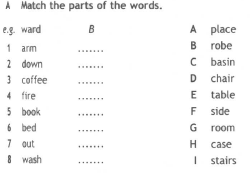 A Match the parts of the words.
e.g. ward B A place
1 arm ....... B robe
2 down ....... C basin
3 coffee ....... D chair
4 fire ....... E table
5 book ....... F side
6 bed ....... G room
7 out ....... H case
8 wash ....... I stairs